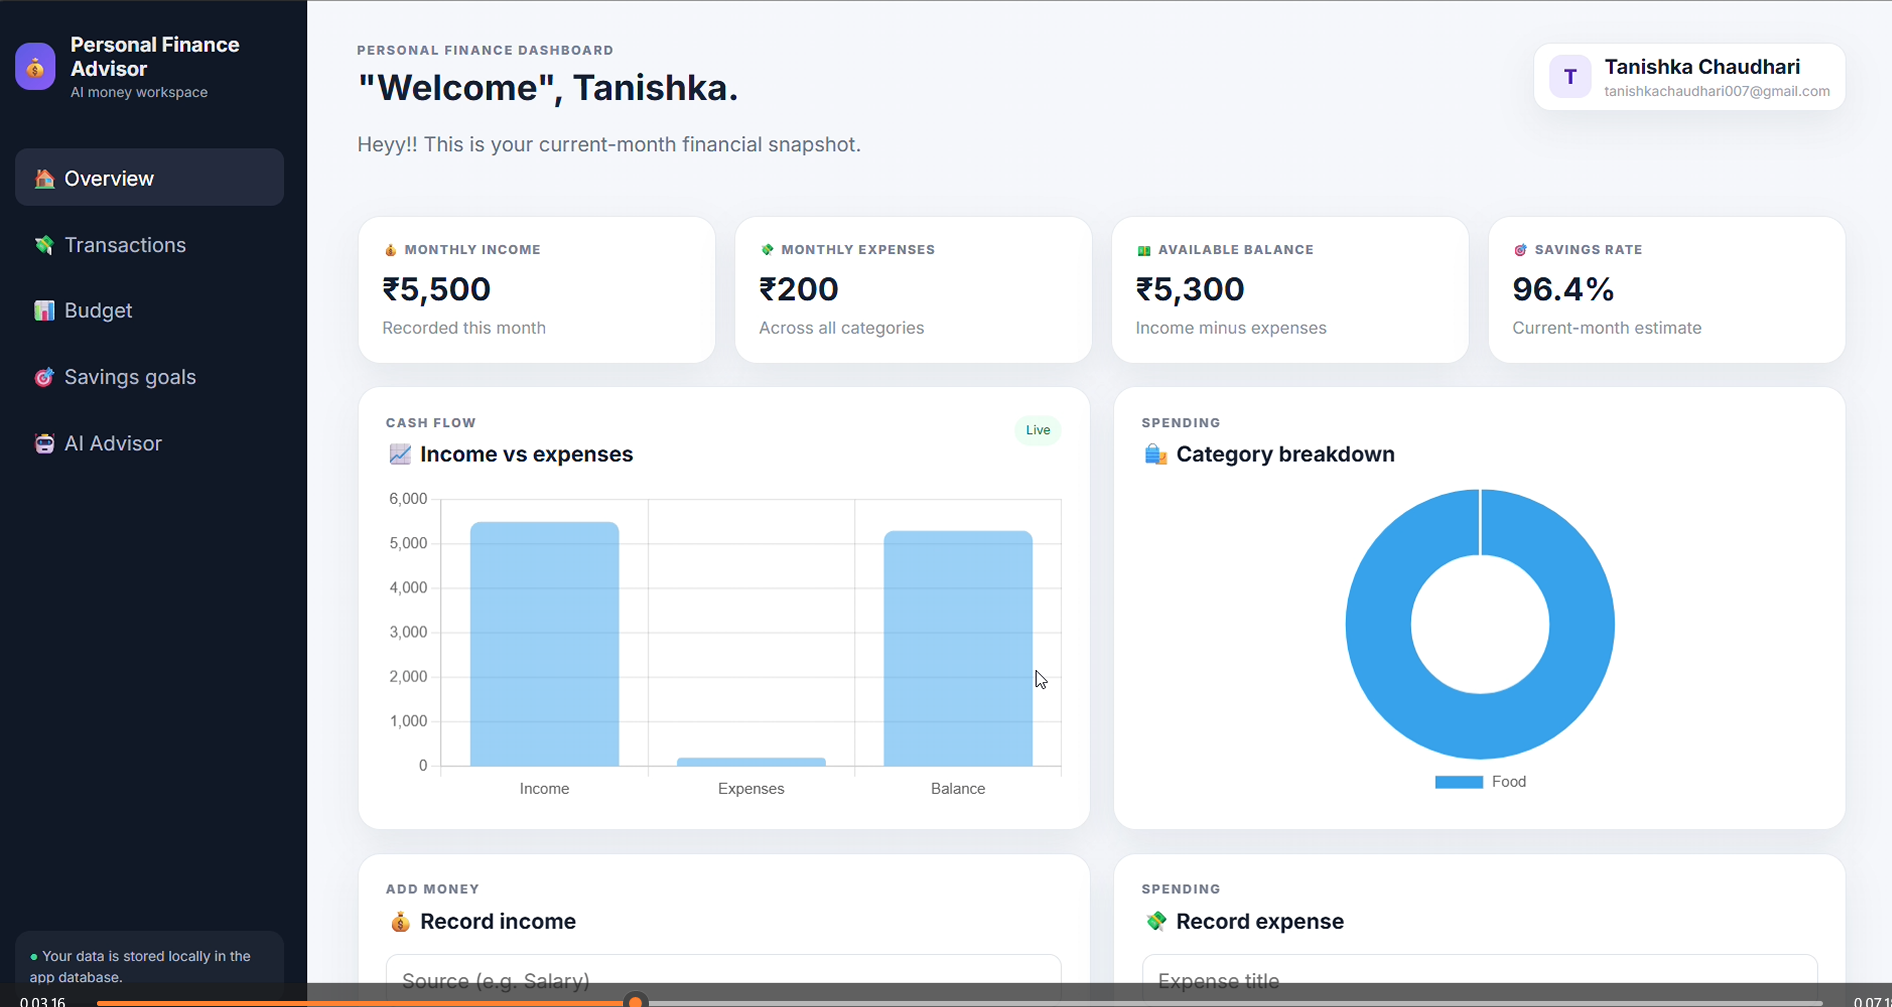 Personal Finance
Advisor
AI money workspace
Overview
Transactions
Budget
Savings goals
AI Advisor
Your data is stored locally in the
app database.
PERSONAL FINANCE DASHBOARD
"Welcome", Tanishka.
Heyy!! This is your current-month financial snapshot.
T
Tanishka Chaudhari
tanishkachaudhari007@gmail.com
MONTHLY INCOME
₹5,500
Recorded this month
MONTHLY EXPENSES
₹200
Across all categories
AVAILABLE BALANCE
₹5,300
Income minus expenses
SAVINGS RATE
96.4%
Current-month estimate
CASH FLOW
Income vs expenses
Live
6,000
5,000
4,000
3,000
2,000
1,000
0
Income Expenses Balance
SPENDING
Category breakdown
Food
ADD MONEY
Record income
Source (e.g. Salary)
SPENDING
Record expense
Expense title
0:03:16